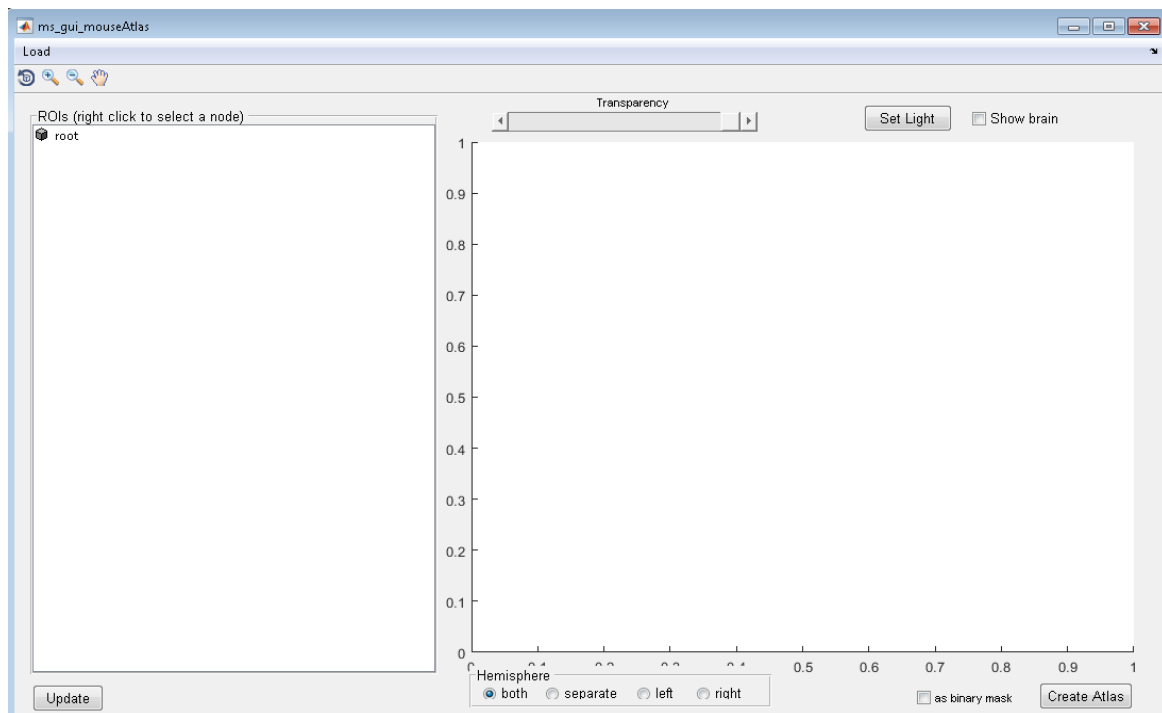 ms_gui_mouseAtlas
Load
ROIs (right click to select a node)
root
Transparency
Set Light
Show brain
1
0.9
0.8
0.7
0.6
0.5
0.4
0.3
0.2
0.1
0
0.5 0.6 0.7 0.8 0.9 1
Hemisphere
both separate left right
Update
as binary mask
Create Atlas